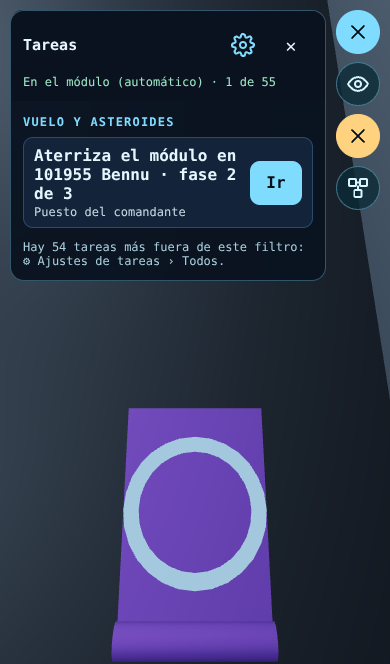 Tareas
En el módulo (automático) · 1 de 55
VUELO Y ASTEROIDES
Aterriza el módulo en
101955 Bennu · fase 2
de 3
Ir
Puesto del comandante
Hay 54 tareas más fuera de este filtro:
⚙ Ajustes de tareas › Todos.